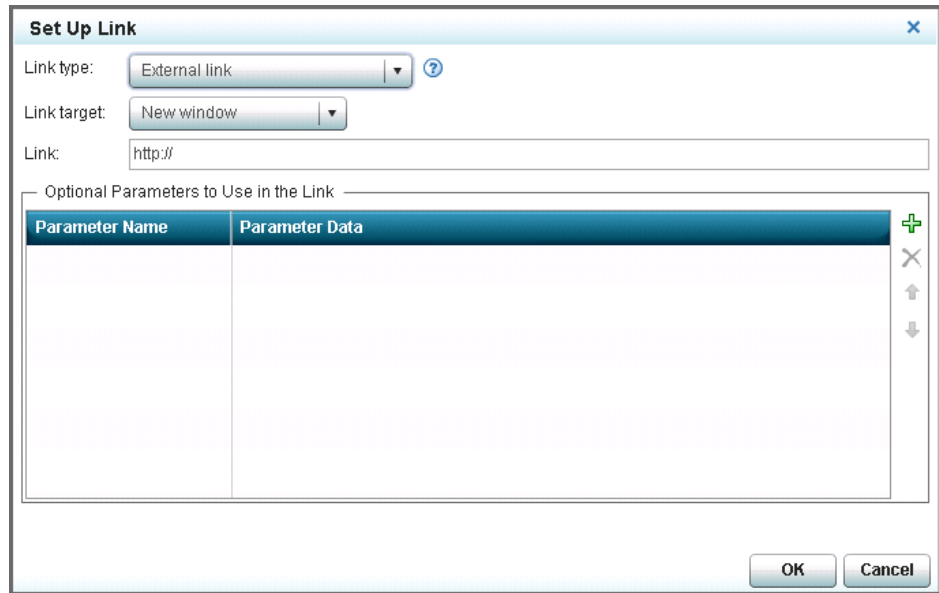 Set Up Link
Link type: External link
Link target: New window
Link: http://
Optional Parameters to Use in the Link
Parameter Name Parameter Data
OK Cancel